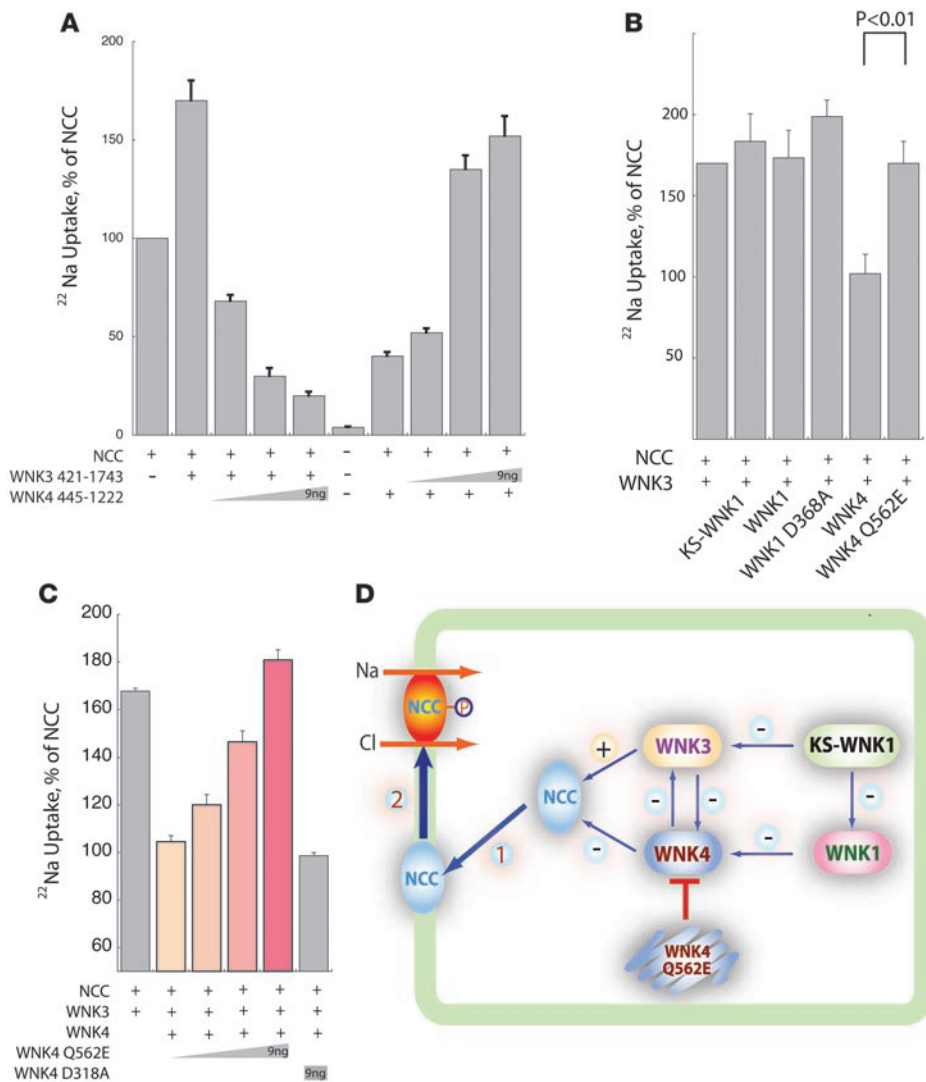 A
200
150
100
50
0
22 Na Uptake, % of NCC
NCC + + + + + - + + + +
WNK3 421-1743 - + + + + 9ng
WNK4 445-1222 9ng - + + + +
B
P<0.01
200
150
100
50
22 Na Uptake, % of NCC
NCC + + + + + +
WNK3 + + + + + +
KS-WNK1
WNK1
WNK1 D368A
WNK4
WNK4 Q562E
C
200
180
160
140
120
100
80
60
22Na Uptake, % of NCC
NCC + + + + + +
WNK3 + + + + + +
WNK4 + + + + +
WNK4 Q562E 9ng
WNK4 D318A 9ng
D
Na
NCC P
Cl
2
NCC
1
NCC
+
-
WNK3
-
KS-WNK1
- -
-
WNK4
-
WNK1
WNK4
Q562E